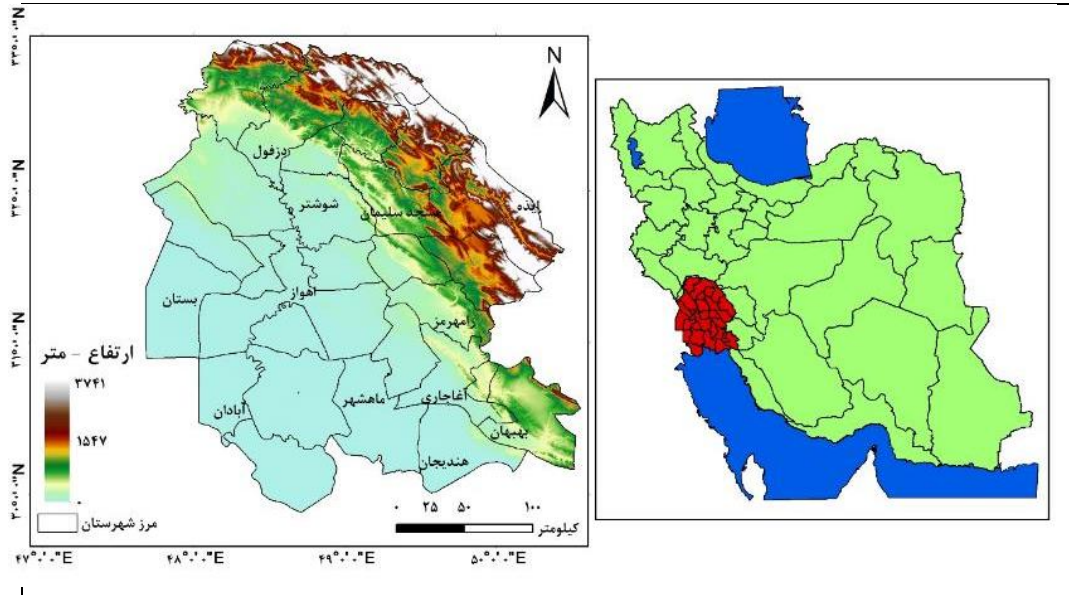 ۳۳°۰'۰"N
N
دزفول
۳۲°۰'۰"N
شوشتر
مسجد سلیمان
ایذه
اهواز
بستان
رامهرمز
۳۱°۰'۰"N
ارتفاع - متر
۳۷۴۱
۱۵۴۷
۰
آغاجاری
ماهشهر
آبادان
بهبهان
هندیجان
۳۰°۰'۰"N
مرز شهرستان
۰ ۲۵ ۵۰ ۱۰۰
کیلومتر
۴۷°۰'۰"E ۴۸°۰'۰"E ۴۹°۰'۰"E ۵۰°۰'۰"E